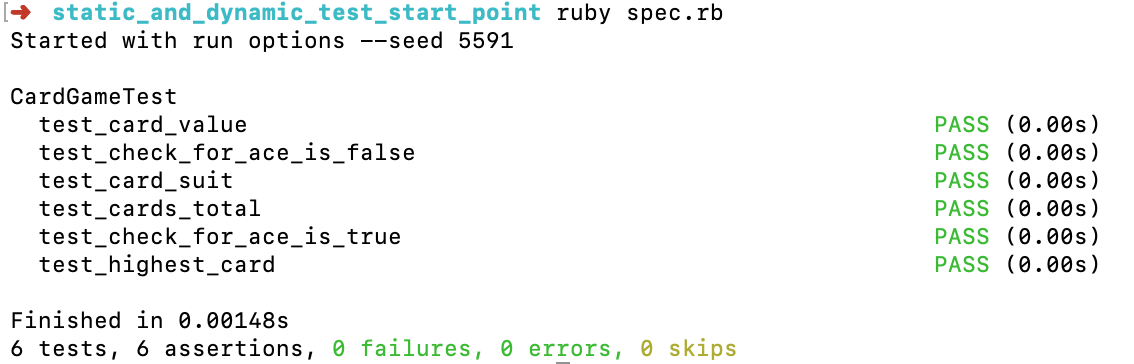 ➜ static_and_dynamic_test_start_point ruby spec.rb
Started with run options --seed 5591
CardGameTest
test_card_value PASS (0.00s)
test_check_for_ace_is_false PASS (0.00s)
test_card_suit PASS (0.00s)
test_cards_total PASS (0.00s)
test_check_for_ace_is_true PASS (0.00s)
test_highest_card PASS (0.00s)
Finished in 0.00148s
6 tests, 6 assertions, 0 failures, 0 errors, 0 skips